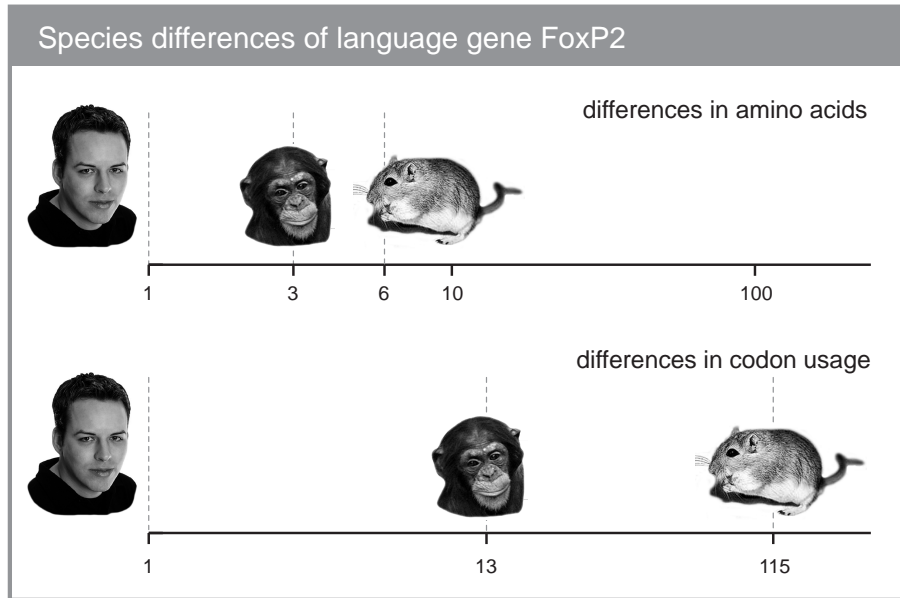 Species differences of language gene FoxP2
differences in amino acids
1 3 6 10 100
differences in codon usage
1 13 115